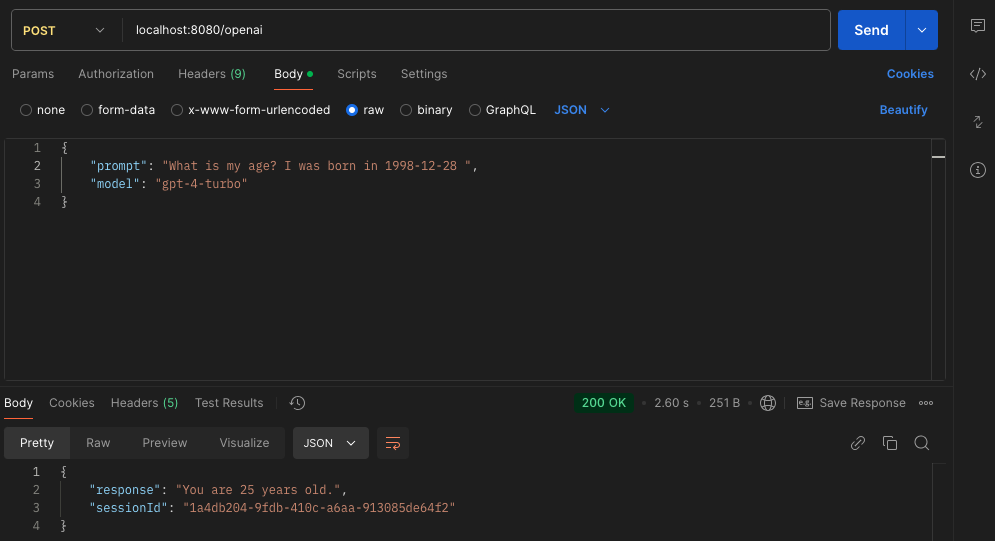 POST localhost:8080/openai Send
Params Authorization Headers (9) Body Scripts Settings Cookies
none form-data x-www-form-urlencoded raw binary GraphQL JSON Beautify
1 {
2 "prompt": "What is my age? I was born in 1998-12-28 ",
3 "model": "gpt-4-turbo"
4 }
Body Cookies Headers (5) Test Results 200 OK 2.60 s 251 B e.g. Save Response
Pretty Raw Preview Visualize JSON
1 {
2 "response": "You are 25 years old.",
3 "sessionId": "1a4db204-9fdb-410c-a6aa-913085de64f2"
4 }